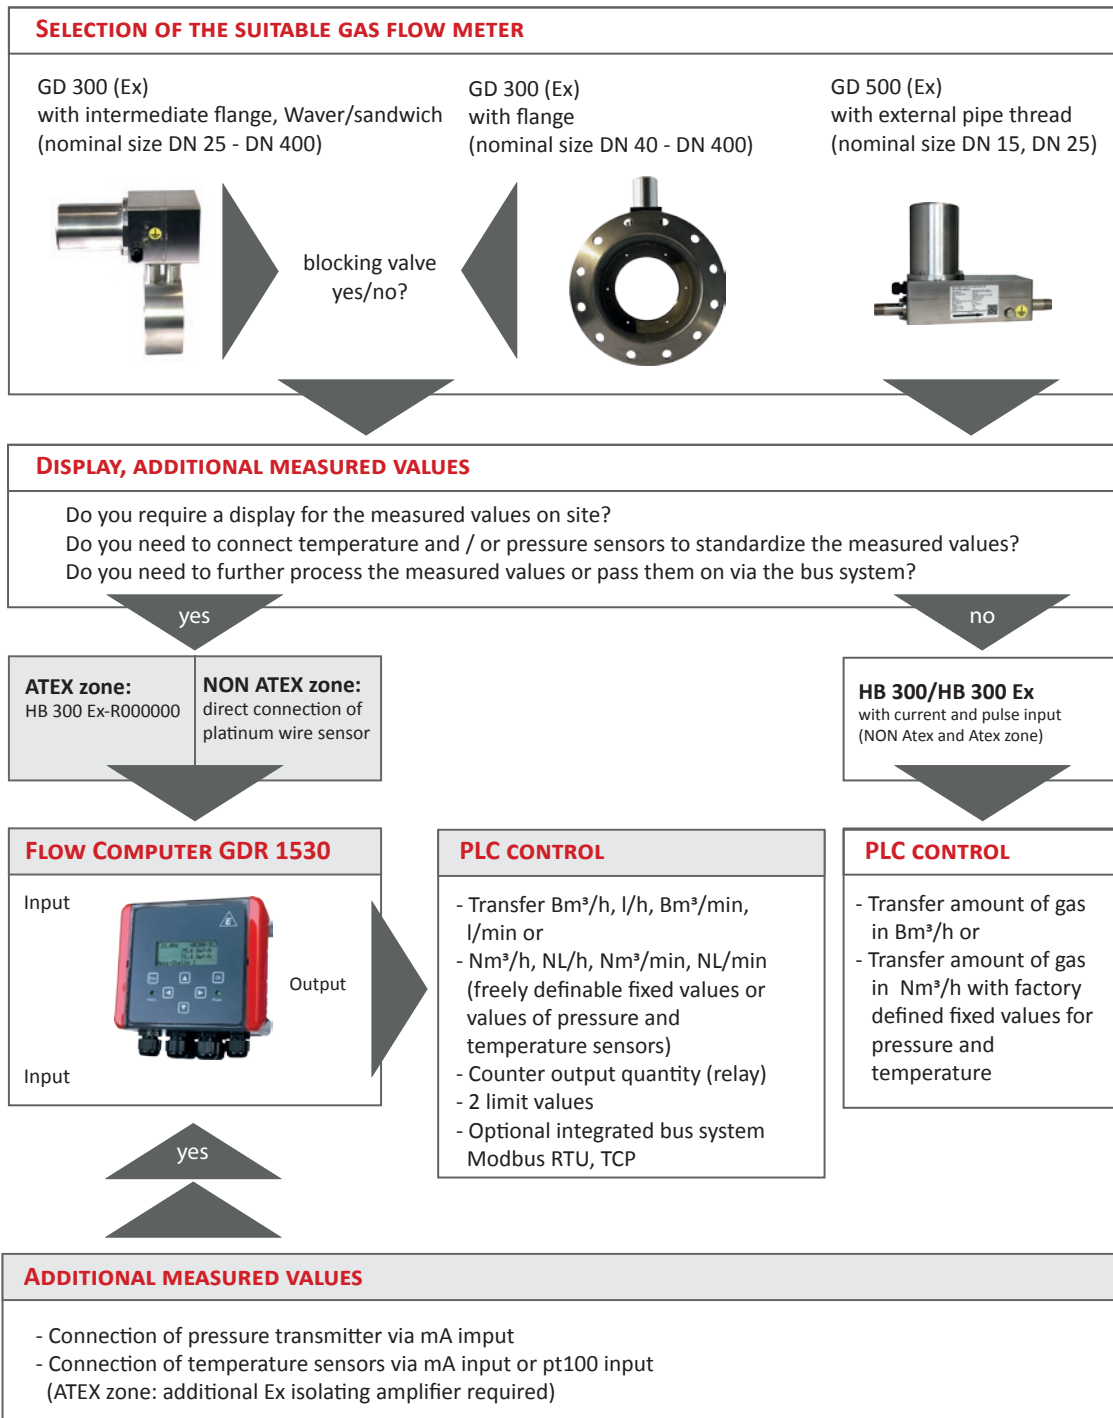 SELECTION OF THE SUITABLE GAS FLOW METER
GD 300 (Ex)
with intermediate flange, Waver/sandwich
(nominal size DN 25 - DN 400)
GD 300 (Ex)
with flange
(nominal size DN 40 - DN 400)
GD 500 (Ex)
with external pipe thread
(nominal size DN 15, DN 25)
blocking valve
yes/no?
DISPLAY, ADDITIONAL MEASURED VALUES
Do you require a display for the measured values on site?
Do you need to connect temperature and / or pressure sensors to standardize the measured values?
Do you need to further process the measured values or pass them on via the bus system?
yes
no
ATEX zone:
HB 300 Ex-R000000
NON ATEX zone:
direct connection of
platinum wire sensor
HB 300/HB 300 Ex
with current and pulse input
(NON Atex and Atex zone)
FLOW COMPUTER GDR 1530
Input
Output
Input
PLC CONTROL
- Transfer Bm³/h, l/h, Bm³/min,
l/min or
- Nm³/h, NL/h, Nm³/min, NL/min
(freely definable fixed values or
values of pressure and
temperature sensors)
- Counter output quantity (relay)
- 2 limit values
- Optional integrated bus system
Modbus RTU, TCP
PLC CONTROL
- Transfer amount of gas
in Bm³/h or
- Transfer amount of gas
in Nm³/h with factory
defined fixed values for
pressure and
temperature
yes
ADDITIONAL MEASURED VALUES
- Connection of pressure transmitter via mA imput
- Connection of temperature sensors via mA input or pt100 input
(ATEX zone: additional Ex isolating amplifier required)